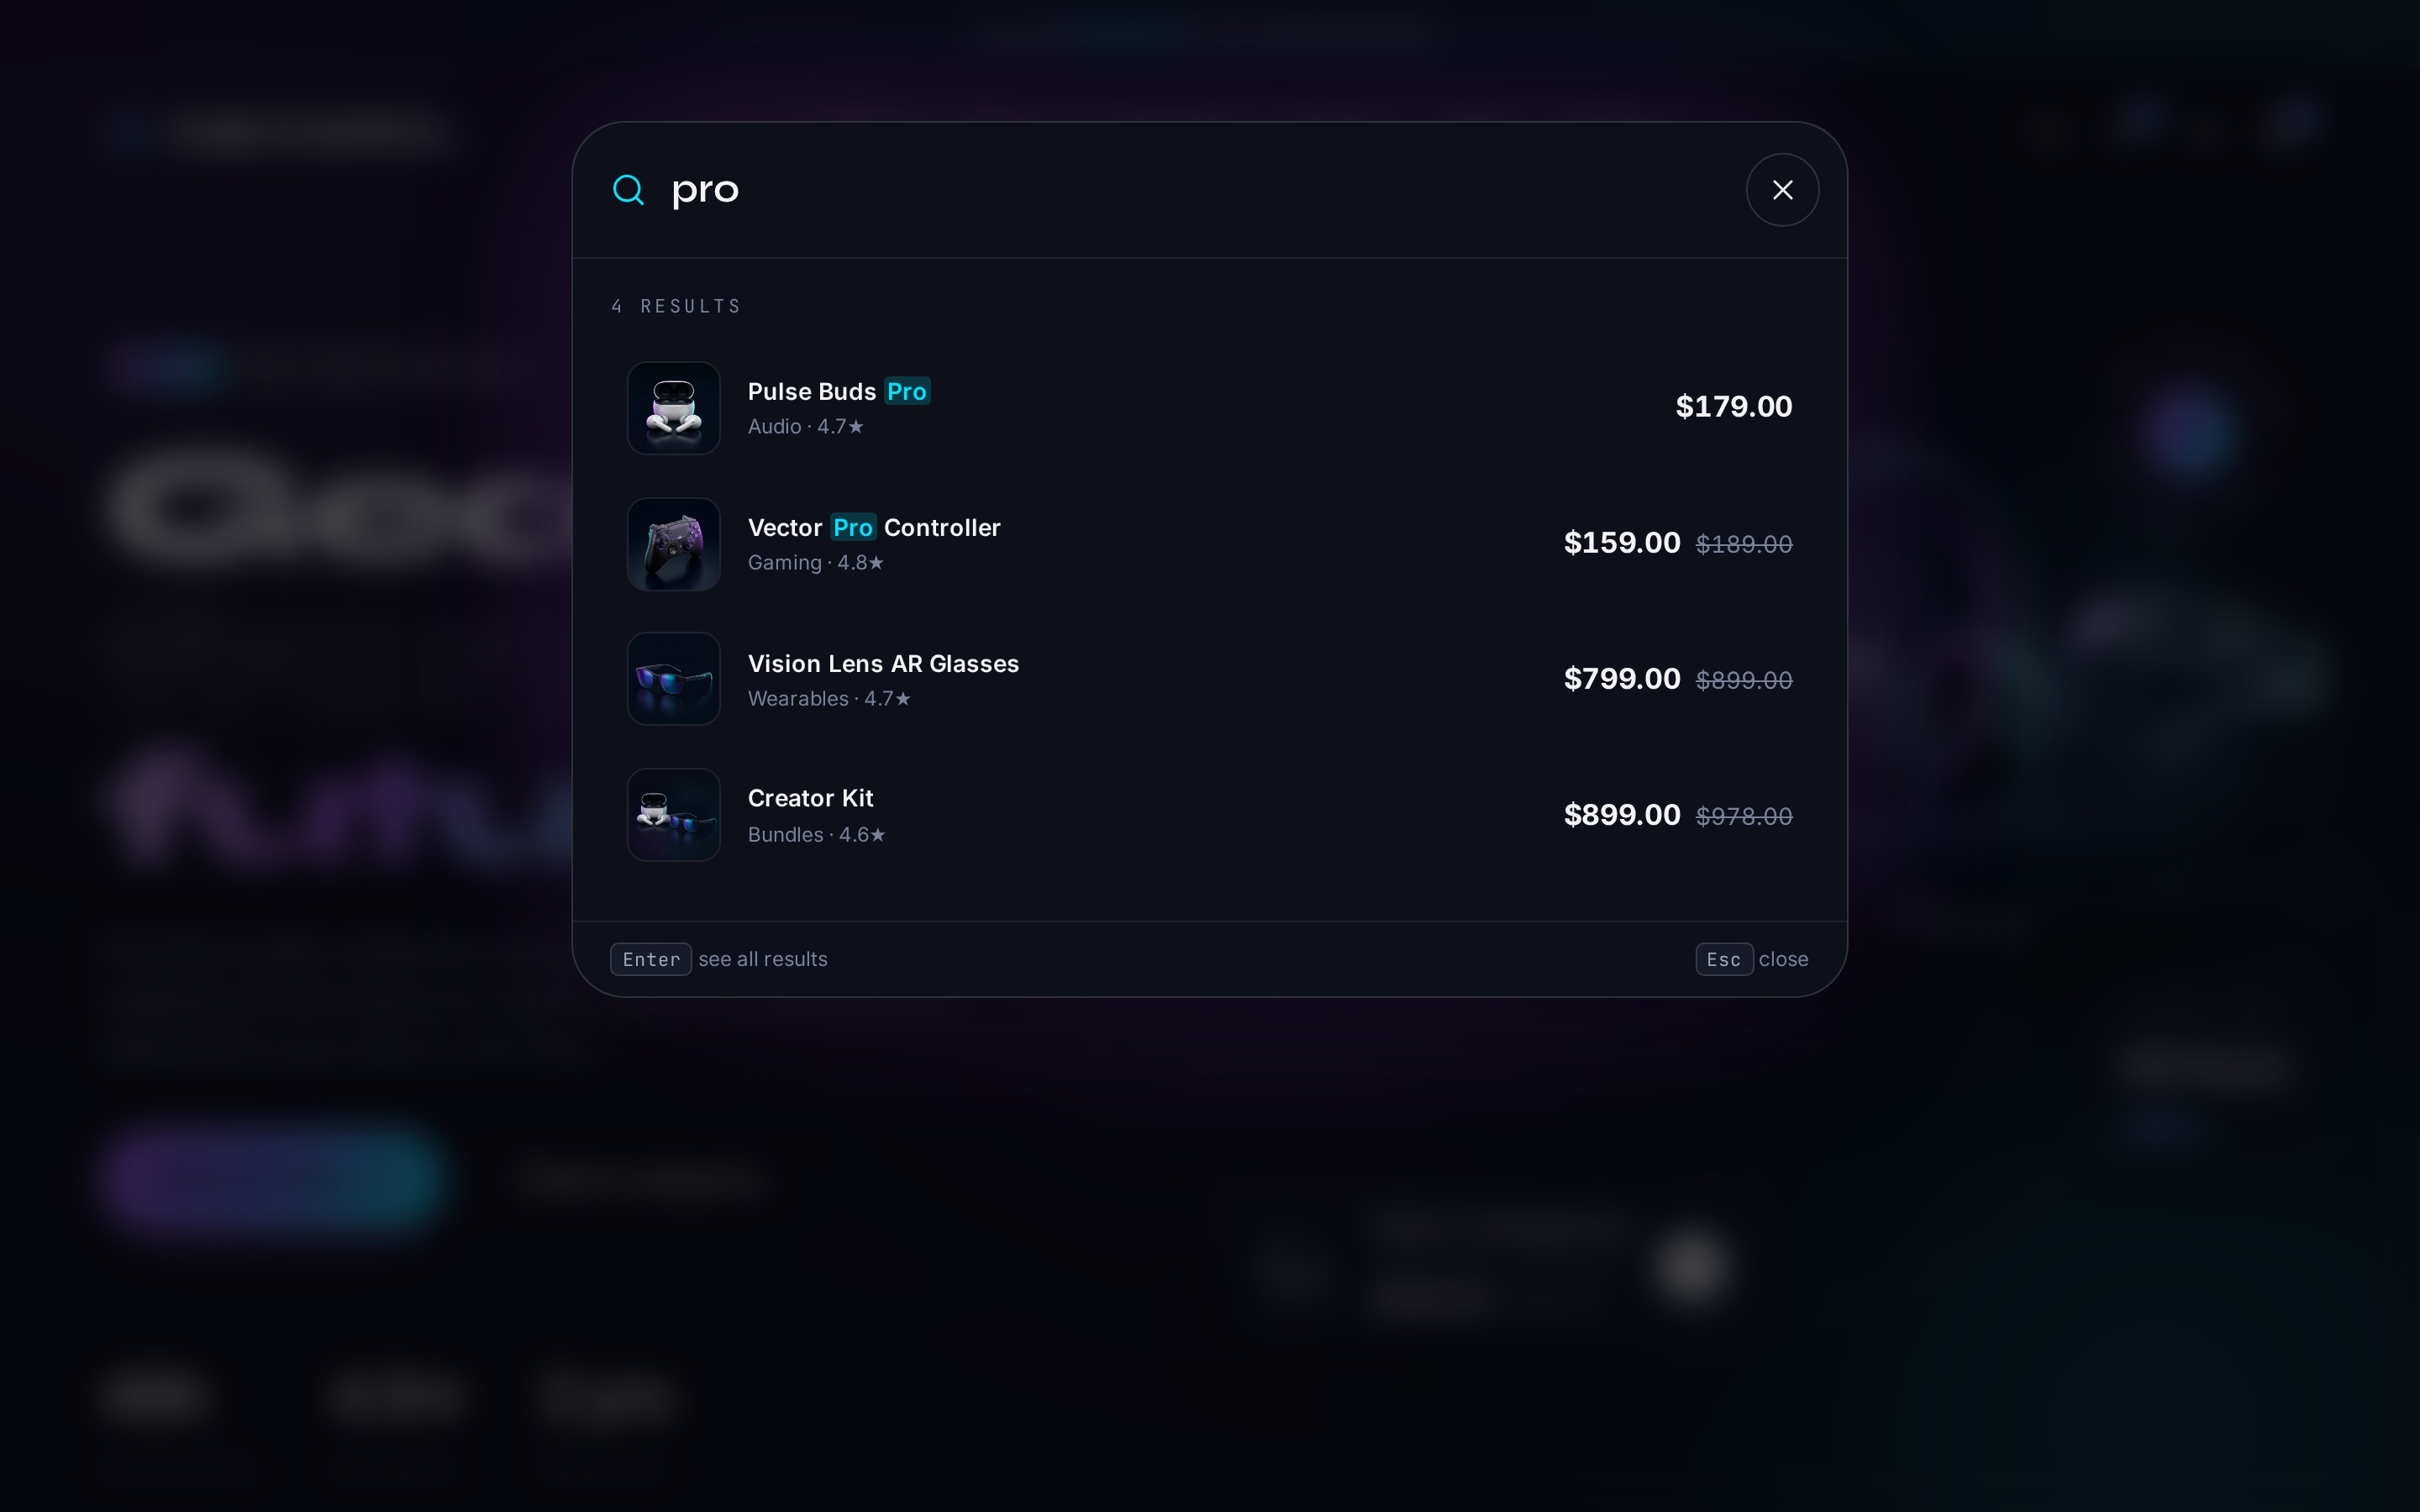 pro
4 RESULTS
Pulse Buds Pro
Audio · 4.7★
$179.00
Vector Pro Controller
Gaming · 4.8★
$159.00 $189.00
Vision Lens AR Glasses
Wearables · 4.7★
$799.00 $899.00
Creator Kit
Bundles · 4.6★
$899.00 $978.00
Enter see all results
Esc close